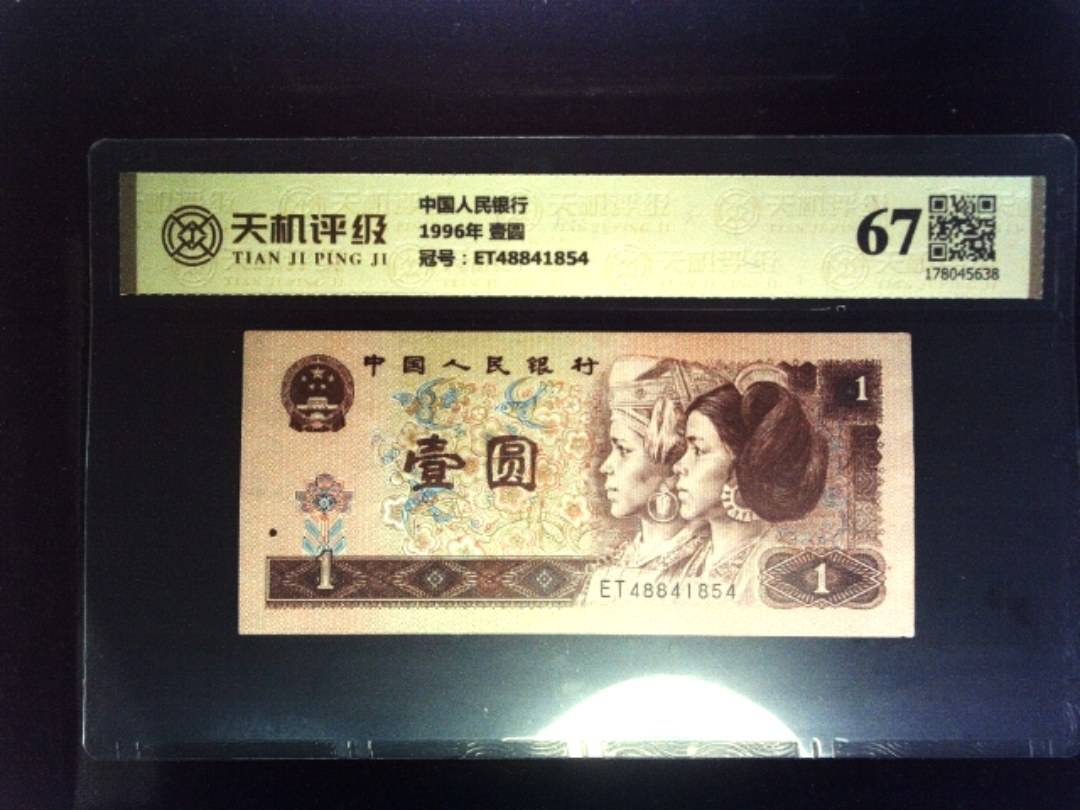 天机评级
TIAN JI PING JI
中国人民银行
1996年 壹圆
冠号：ET48841854
67
178045638
中国人民银行
1
壹圆
1
ET48841854
1